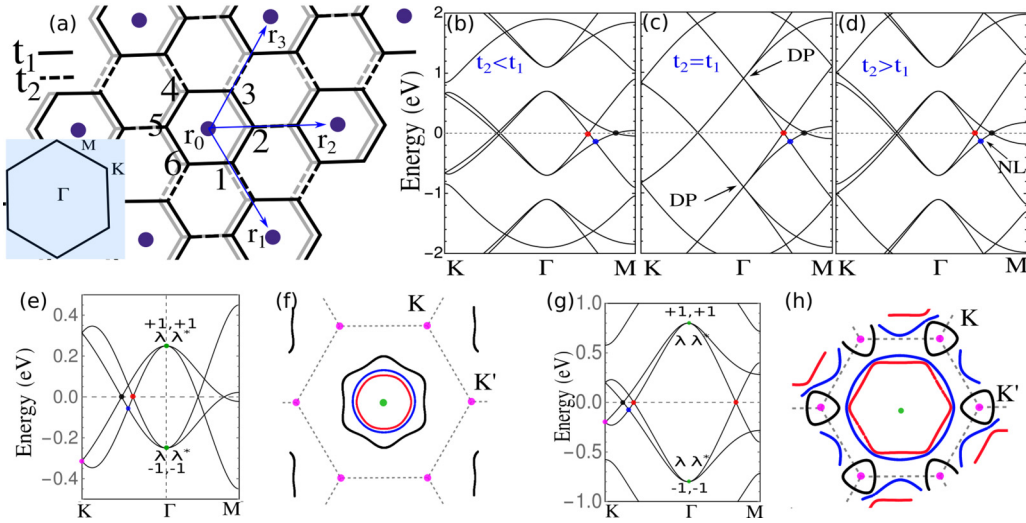 (a)
t1
t2
r3
4
3
5
r0
2
r2
6
1
r1
M
K
Γ
(b)
t2<t1
Energy (eV)
2
1
0
-1
-2
K
Γ
M
(c)
t2=t1
DP
DP
K
Γ
M
(d)
t2>t1
NL
K
Γ
M
(e)
Energy (eV)
0.4
0.2
0.0
-0.2
-0.4
+1,+1
λ λ*
λ λ*
-1,-1
K
Γ
M
(f)
K
K'
(g)
Energy (eV)
1.0
0.5
0.0
-0.5
-1.0
+1,+1
λ λ*
λ λ*
-1,-1
K
Γ
M
(h)
K
K'